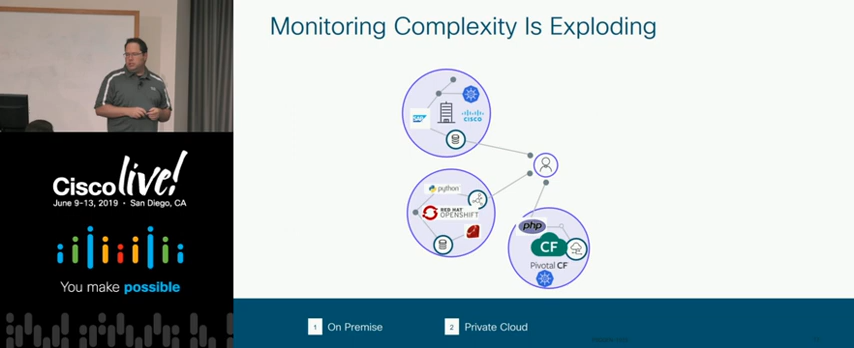 Monitoring Complexity Is Exploding
SAP
CISCO
python
RED HAT
OPENSHIFT
php
CF
Pivotal CF
Cisco live!
June 9-13, 2019 • San Diego, CA
You make possible
1 On Premise
2 Private Cloud